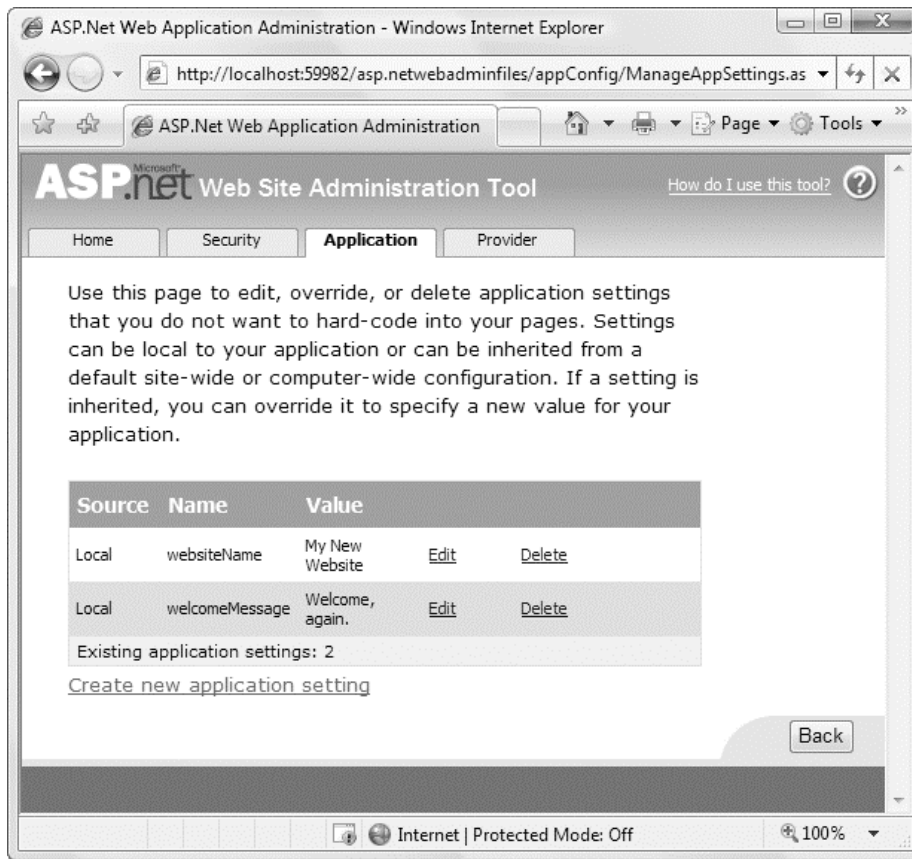 ASP.Net Web Application Administration - Windows Internet Explorer
http://localhost:59982/asp.netwebadminfiles/appConfig/ManageAppSettings.as
ASP.Net Web Application Administration
Page
Tools
Microsoft
ASP.net Web Site Administration Tool
How do I use this tool? ?
Home
Security
Application
Provider
Use this page to edit, override, or delete application settings
that you do not want to hard-code into your pages. Settings
can be local to your application or can be inherited from a
default site-wide or computer-wide configuration. If a setting is
inherited, you can override it to specify a new value for your
application.
Source Name Value
Local websiteName My New Website Edit Delete
Local welcomeMessage Welcome, again. Edit Delete
Existing application settings: 2
Create new application setting
Back
Internet | Protected Mode: Off
100%